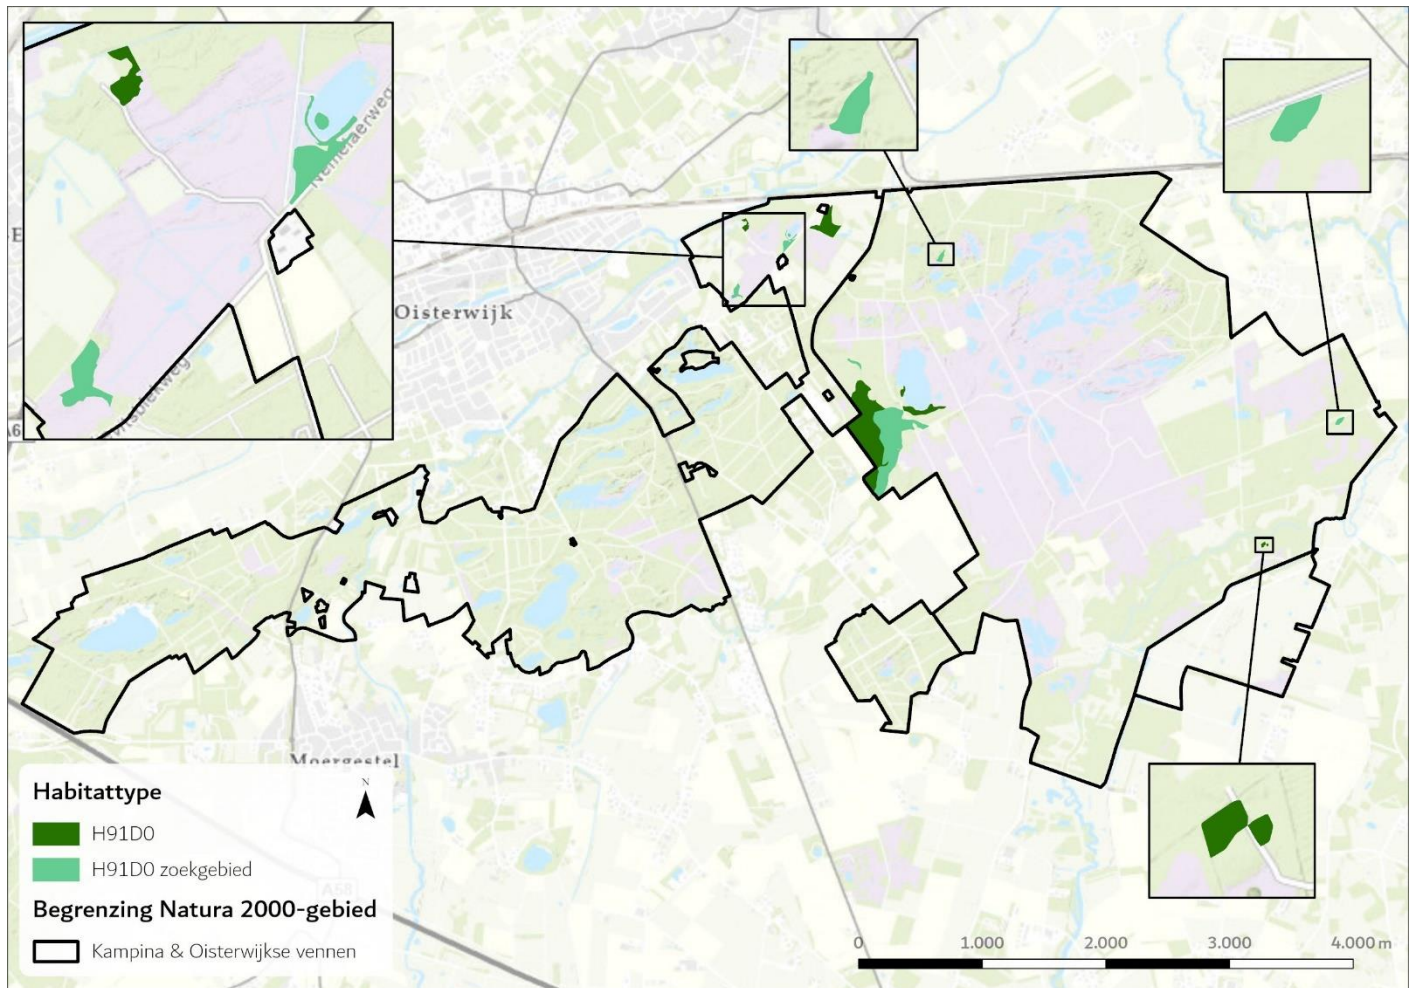 Nemelaerweg
E
Oisterwijk
A6
Moergestel
A58
Habitattype
N
H91D0
H91D0 zoekgebied
Begrenzing Natura 2000-gebied
Kampina & Oisterwijkse vennen
0 1.000 2.000 3.000 4.000 m